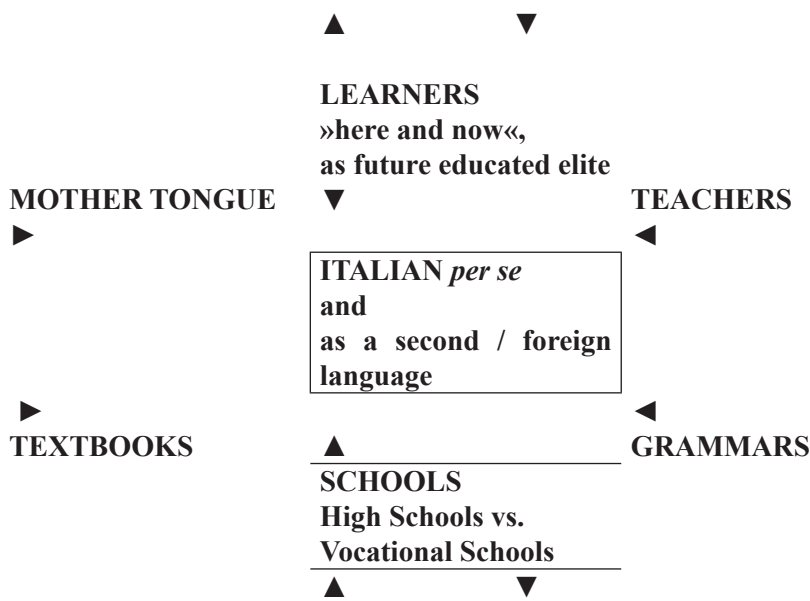 ▲ ▼
LEARNERS
»here and now«,
as future educated elite
MOTHER TONGUE ▼ TEACHERS
► ◄
ITALIAN per se
and
as a second / foreign
language
► ◄
TEXTBOOKS ▲ GRAMMARS
SCHOOLS
High Schools vs.
Vocational Schools
▲ ▼